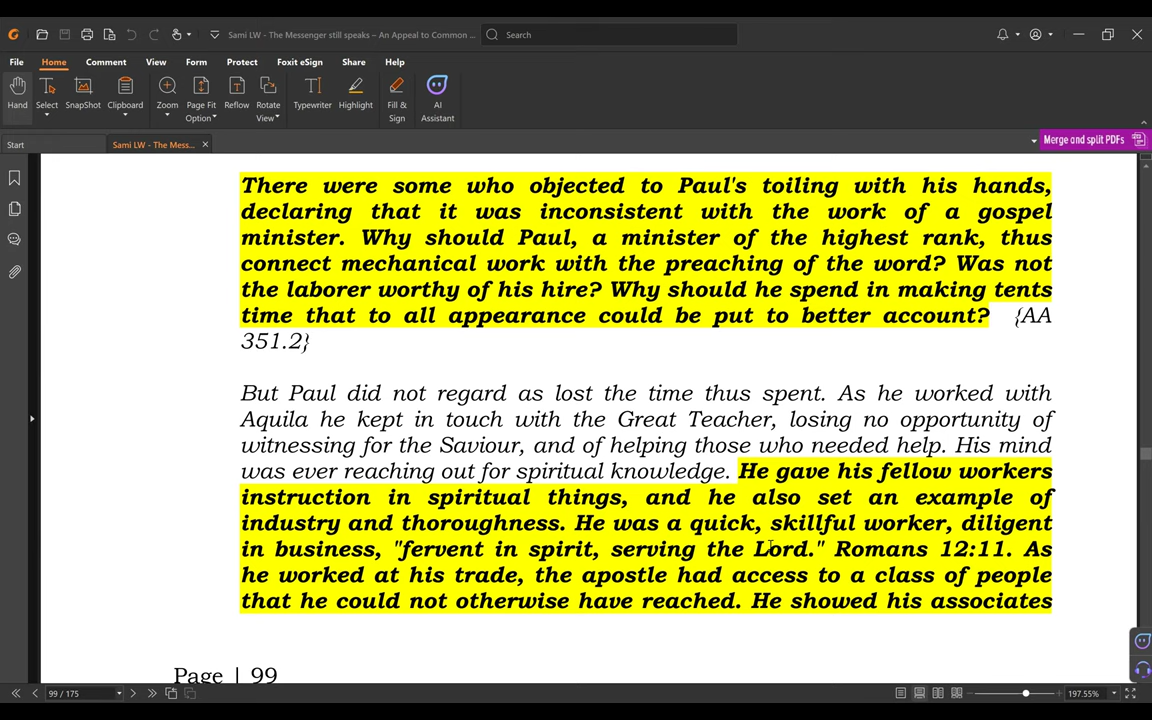 Sami LW - The Messenger still speaks – An Appeal to Common ...
Search
File Home Comment View Form Protect Foxit eSign Share Help
Hand Select SnapShot Clipboard Zoom Page Fit Option Reflow Rotate View Typewriter Highlight Fill & Sign AI Assistant
Start
Sami LW - The Mess...
Merge and split PDFs
There were some who objected to Paul's toiling with his hands,
declaring that it was inconsistent with the work of a gospel
minister. Why should Paul, a minister of the highest rank, thus
connect mechanical work with the preaching of the word? Was not
the laborer worthy of his hire? Why should he spend in making tents
time that to all appearance could be put to better account? {AA
351.2}
But Paul did not regard as lost the time thus spent. As he worked with
Aquila he kept in touch with the Great Teacher, losing no opportunity of
witnessing for the Saviour, and of helping those who needed help. His mind
was ever reaching out for spiritual knowledge. He gave his fellow workers
instruction in spiritual things, and he also set an example of
industry and thoroughness. He was a quick, skillful worker, diligent
in business, "fervent in spirit, serving the Lord." Romans 12:11. As
he worked at his trade, the apostle had access to a class of people
that he could not otherwise have reached. He showed his associates
Page | 99
99 / 175
197.55%